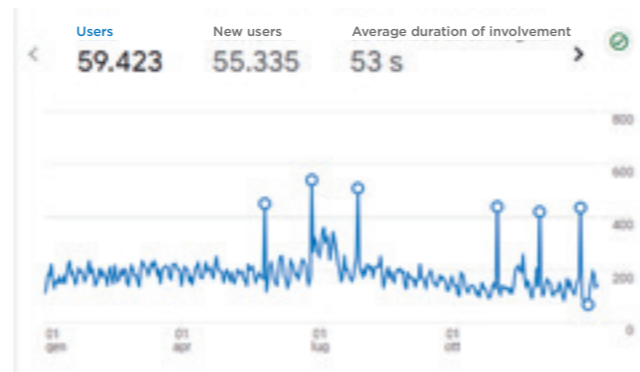 Users New users Average duration of involvement
59.423 55.335 53 s
800
600
400
200
0
01 01 01 01
gen apr lug ott